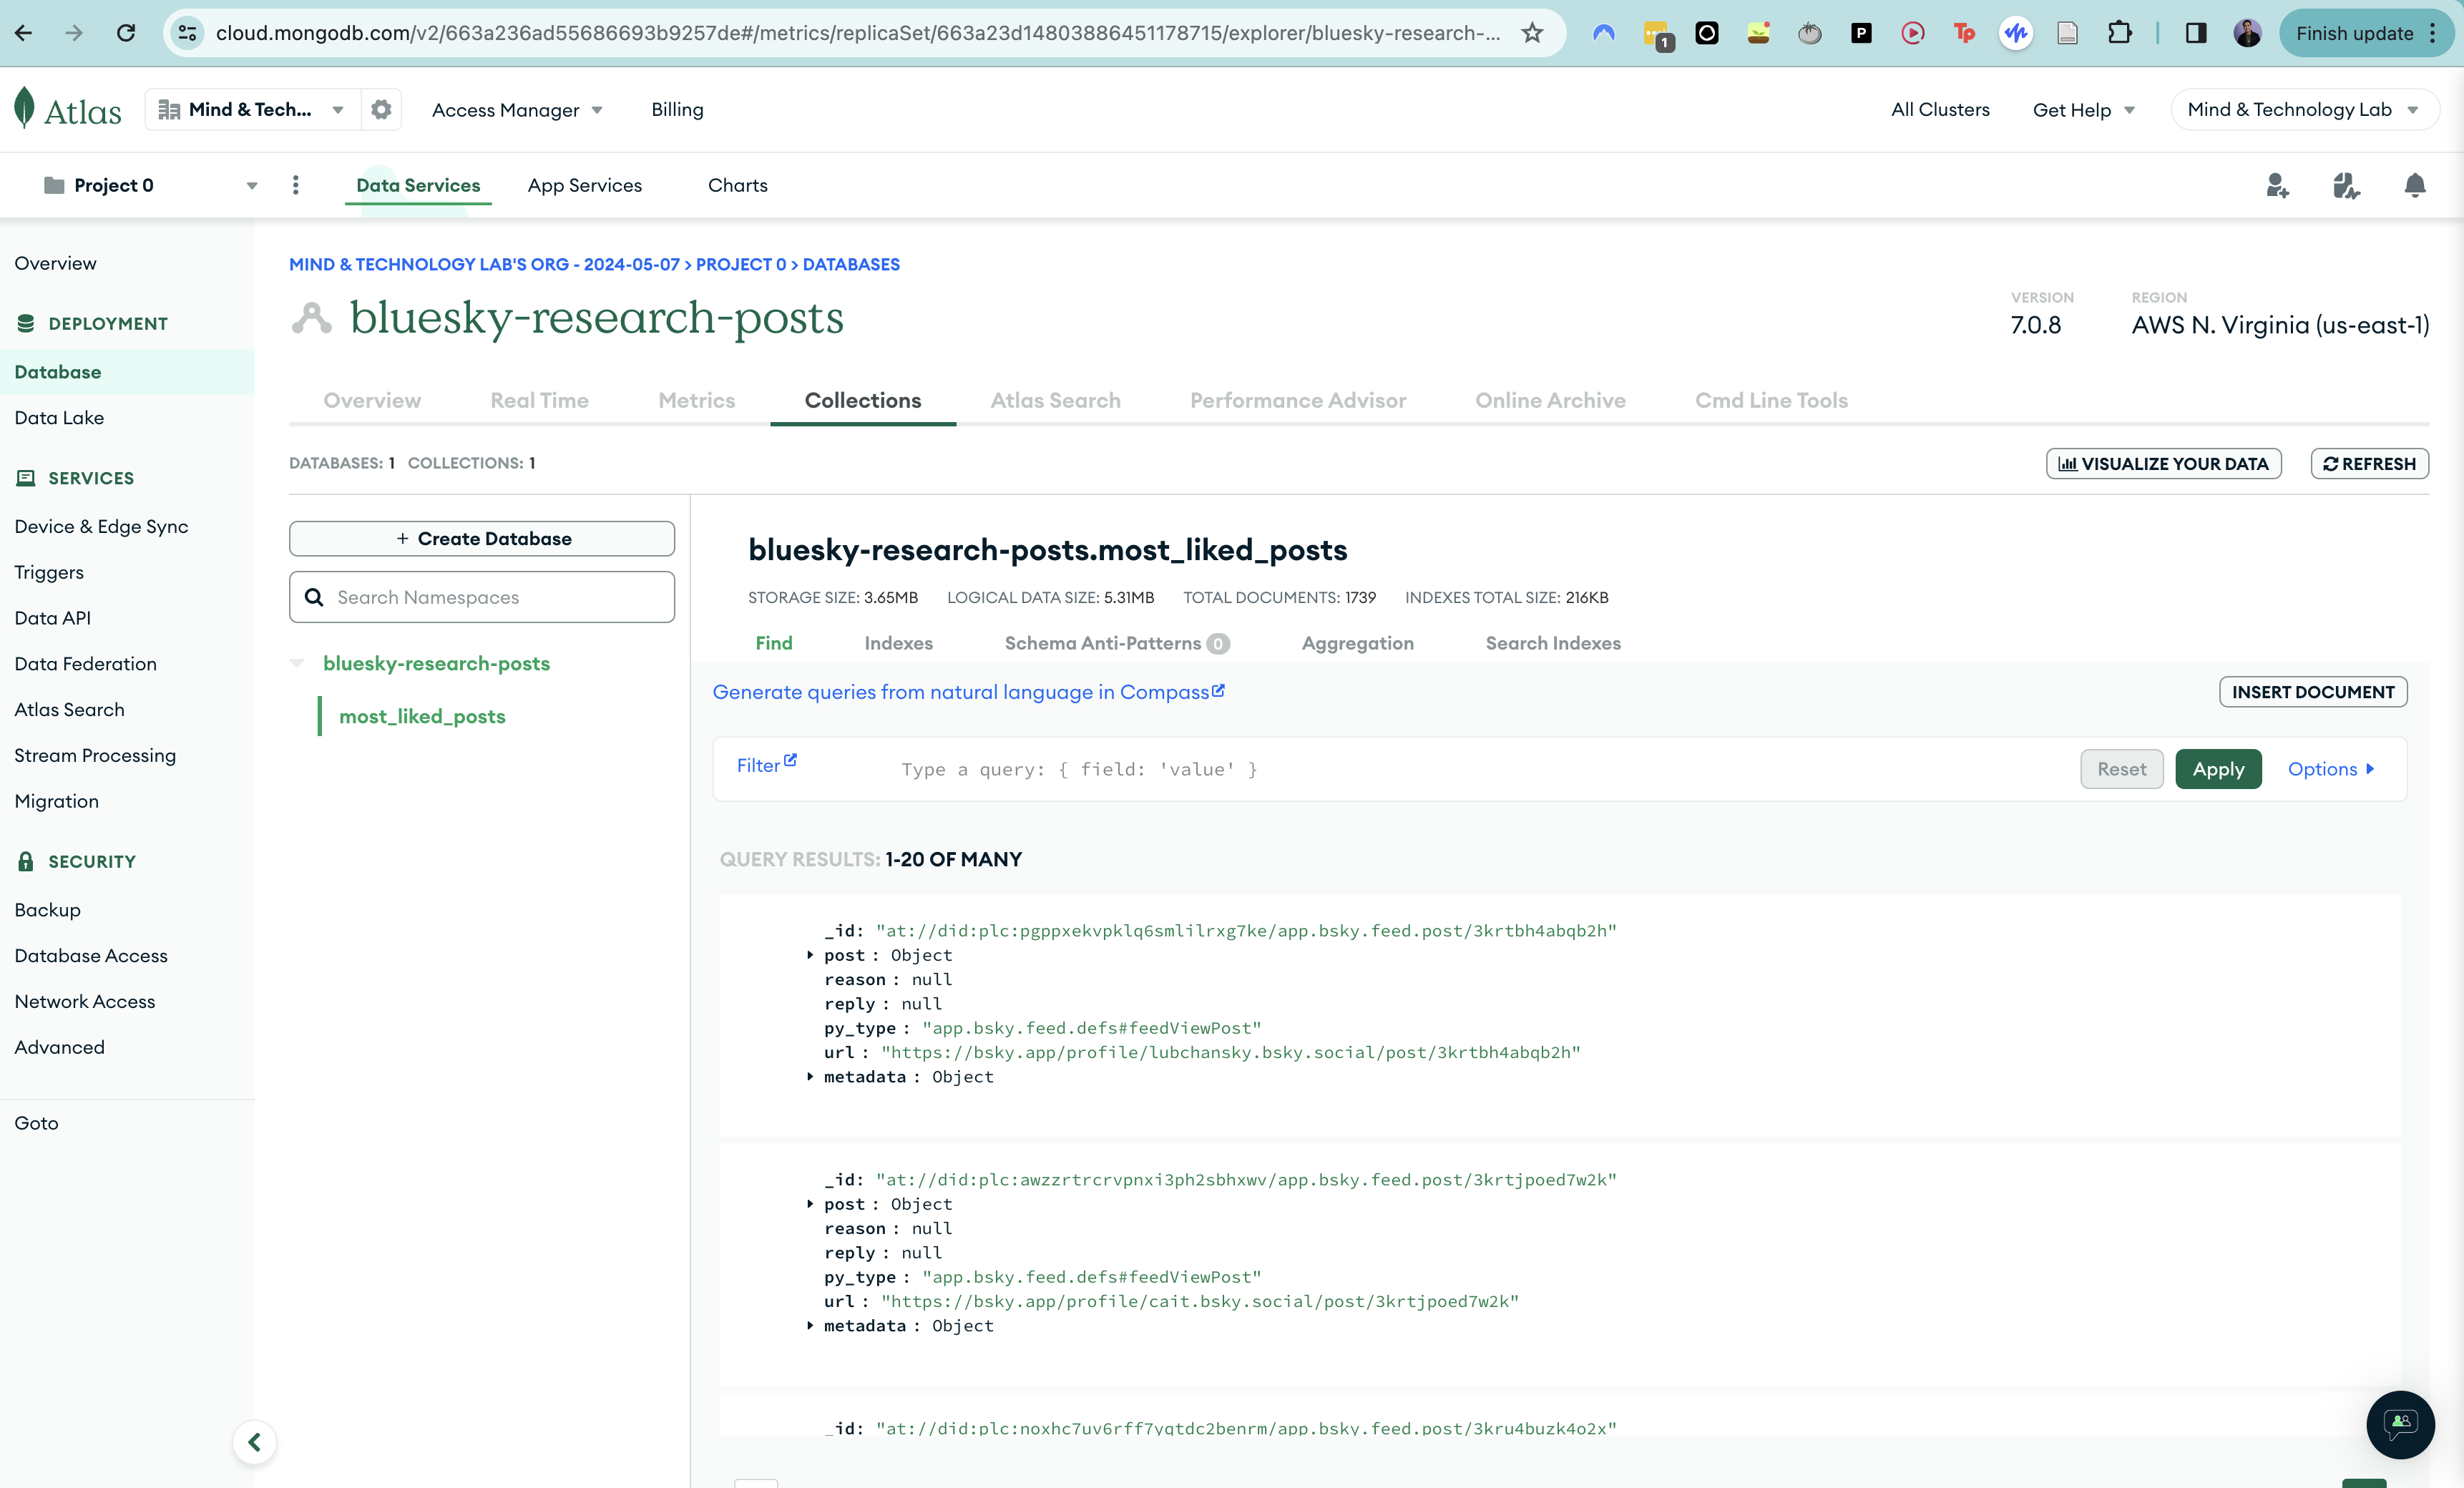 cloud.mongodb.com/v2/663a236ad55686693b9257de#/metrics/replicaSet/663a23d14803886451178715/explorer/bluesky-research-...
1
P
Tp
Finish update
Atlas
Mind & Tech...
Access Manager
Billing
All Clusters
Get Help
Mind & Technology Lab
Project 0
Data Services
App Services
Charts
Overview
DEPLOYMENT
Database
Data Lake
SERVICES
Device & Edge Sync
Triggers
Data API
Data Federation
Atlas Search
Stream Processing
Migration
SECURITY
Backup
Database Access
Network Access
Advanced
Goto
MIND & TECHNOLOGY LAB'S ORG - 2024-05-07 > PROJECT 0 > DATABASES
bluesky-research-posts
VERSION
7.0.8
REGION
AWS N. Virginia (us-east-1)
Overview
Real Time
Metrics
Collections
Atlas Search
Performance Advisor
Online Archive
Cmd Line Tools
DATABASES: 1 COLLECTIONS: 1
VISUALIZE YOUR DATA
REFRESH
+ Create Database
Search Namespaces
bluesky-research-posts
most_liked_posts
bluesky-research-posts.most_liked_posts
STORAGE SIZE: 3.65MB LOGICAL DATA SIZE: 5.31MB TOTAL DOCUMENTS: 1739 INDEXES TOTAL SIZE: 216KB
Find
Indexes
Schema Anti-Patterns 0
Aggregation
Search Indexes
Generate queries from natural language in Compass
INSERT DOCUMENT
Filter
Type a query: { field: 'value' }
Reset
Apply
Options
QUERY RESULTS: 1-20 OF MANY
_id: "at://did:plc:pgppxekvpklq6smlilrxg7ke/app.bsky.feed.post/3krtbh4abqb2h"
post : Object
reason : null
reply : null
py_type : "app.bsky.feed.defs#feedViewPost"
url : "https://bsky.app/profile/lubchansky.bsky.social/post/3krtbh4abqb2h"
metadata : Object
_id: "at://did:plc:awzzrtrcrvpnxi3ph2sbhxwv/app.bsky.feed.post/3krtjpoed7w2k"
post : Object
reason : null
reply : null
py_type : "app.bsky.feed.defs#feedViewPost"
url : "https://bsky.app/profile/cait.bsky.social/post/3krtjpoed7w2k"
metadata : Object
_id: "at://did:plc:noxhc7uv6rff7yqtdc2benrm/app.bsky.feed.post/3kru4buzk4o2x"